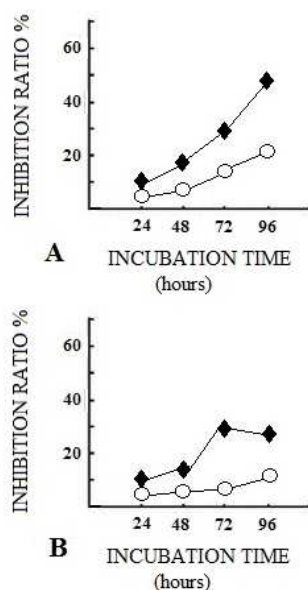 INHIBITION RATIO %
60
40
20
24 48 72 96
A
INCUBATION TIME
(hours)
INHIBITION RATIO %
60
40
20
24 48 72 96
B
INCUBATION TIME
(hours)